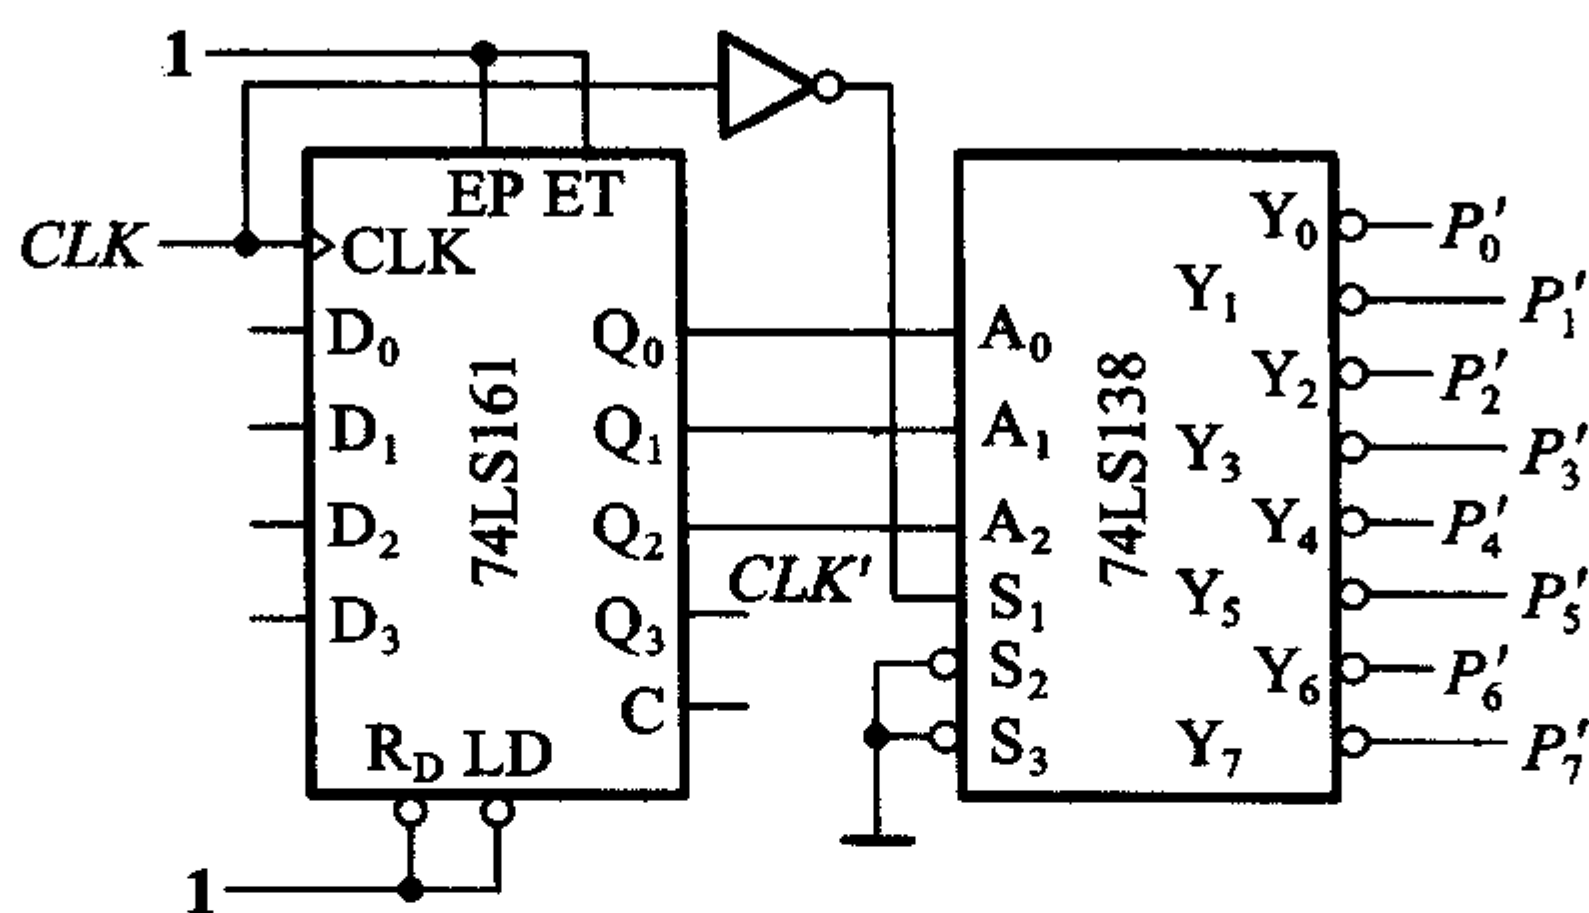 1
EP ET
CLK
CLK
D0
D1
D2
D3
74LS161
Q0
Q1
Q2
Q3
C
RD LD
1
CLK'
A0
A1
A2
S1
S2
S3
74LS138
Y0
Y1
Y2
Y3
Y4
Y5
Y6
Y7
P0'
P1'
P2'
P3'
P4'
P5'
P6'
P7'